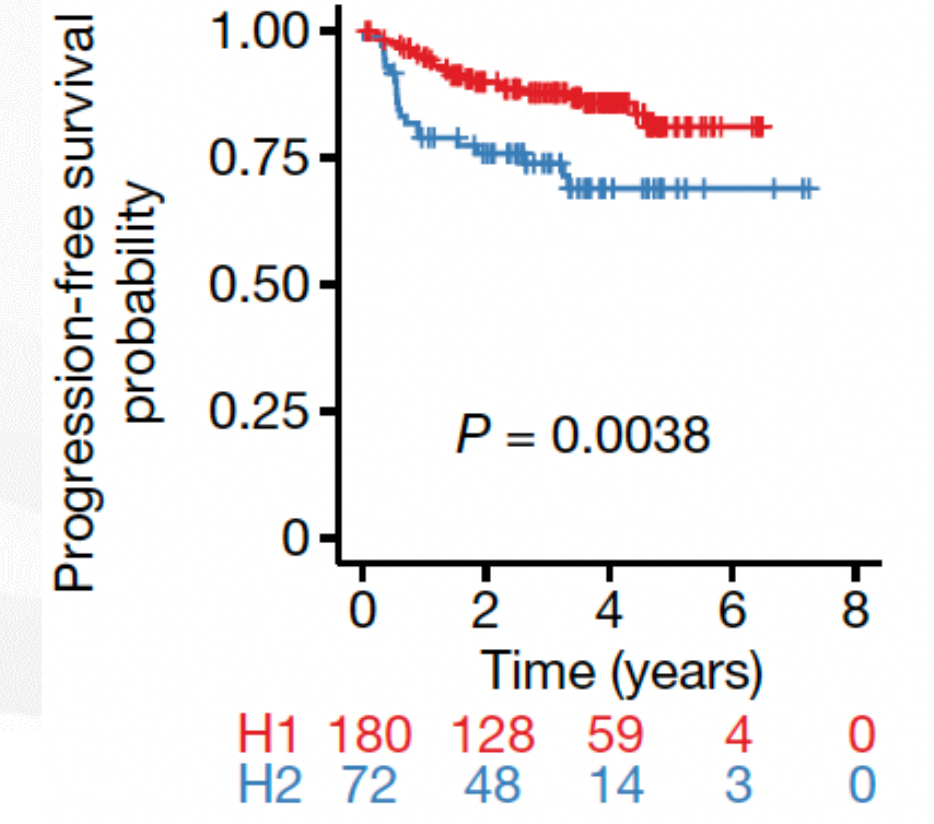 Progression-free survival
probability
1.00
0.75
0.50
0.25
0
P = 0.0038
0 2 4 6 8
Time (years)
H1 180 128 59 4 0
H2 72 48 14 3 0